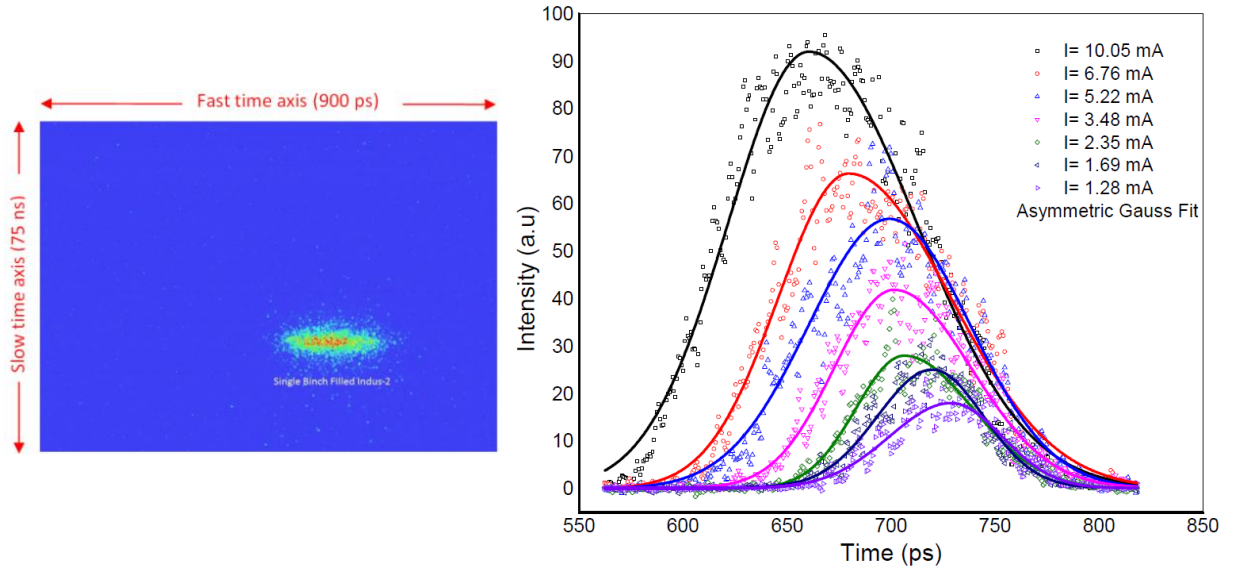 Fast time axis (900 ps)
Slow time axis (75 ns)
Single Binch Filled Indus-2
100
90
80
70
60
50
40
30
20
10
0
Intensity (a.u)
550
600
650
700
750
800
850
Time (ps)
I= 10.05 mA
I= 6.76 mA
I= 5.22 mA
I= 3.48 mA
I= 2.35 mA
I= 1.69 mA
I= 1.28 mA
Asymmetric Gauss Fit